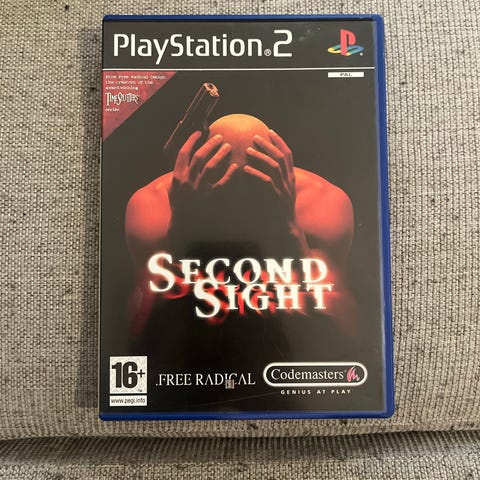 PlayStation®2
PAL
From Free Radical Design
the creators of the
award-winning
TIMESPLITTERS
series
SECOND
SIGHT
16+
www.pegi.info
.FREE RADICAL
Codemasters
GENIUS AT PLAY